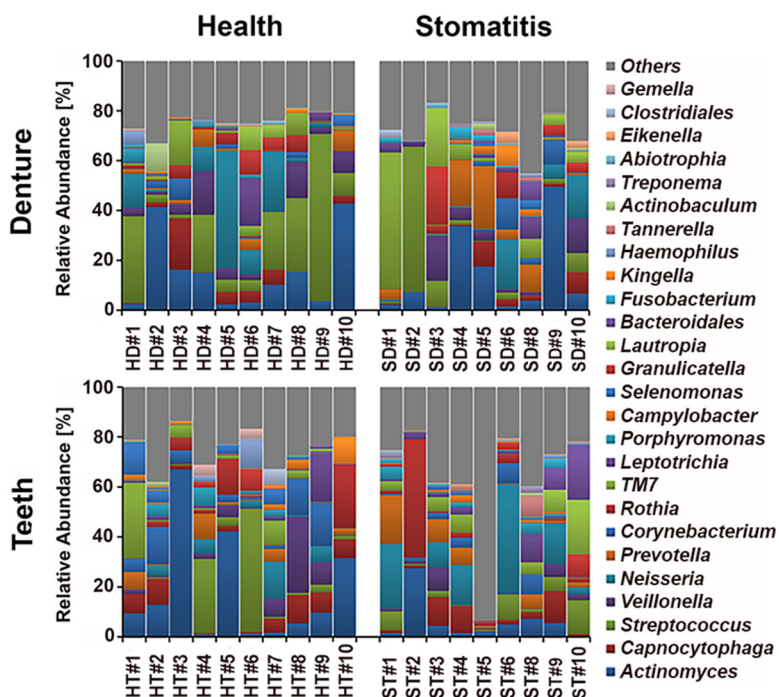 Health
Stomatitis
Denture
Relative Abundance [%]
100
80
60
40
20
0
HD#1
HD#2
HD#3
HD#4
HD#5
HD#6
HD#7
HD#8
HD#9
HD#10
SD#1
SD#2
SD#3
SD#4
SD#5
SD#6
SD#8
SD#9
SD#10
Teeth
Relative Abundance [%]
100
80
60
40
20
0
HT#1
HT#2
HT#3
HT#4
HT#5
HT#6
HT#7
HT#8
HT#9
HT#10
ST#1
ST#2
ST#3
ST#4
ST#5
ST#6
ST#8
ST#9
ST#10
Others
Gemella
Clostridiales
Eikenella
Abiotrophia
Treponema
Actinobaculum
Tannerella
Haemophilus
Kingella
Fusobacterium
Bacteroidales
Lautropia
Granulicatella
Selenomonas
Campylobacter
Porphyromonas
Leptotrichia
TM7
Rothia
Corynebacterium
Prevotella
Neisseria
Veillonella
Streptococcus
Capnocytophaga
Actinomyces